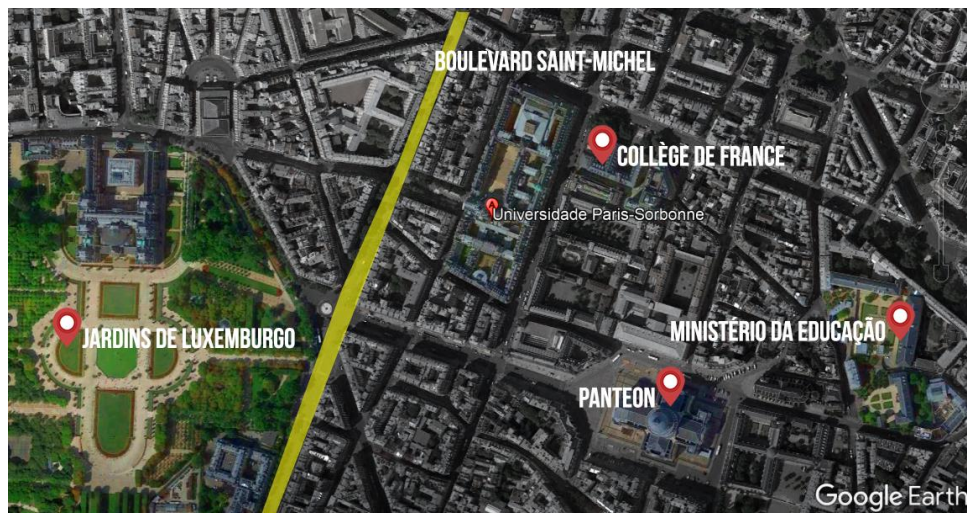 BOULEVARD SAINT-MICHEL
COLLÈGE DE FRANCE
Universidade Paris-Sorbonne
JARDINS DE LUXEMBURGO
MINISTÉRIO DA EDUCAÇÃO
PANTEON
Google Earth